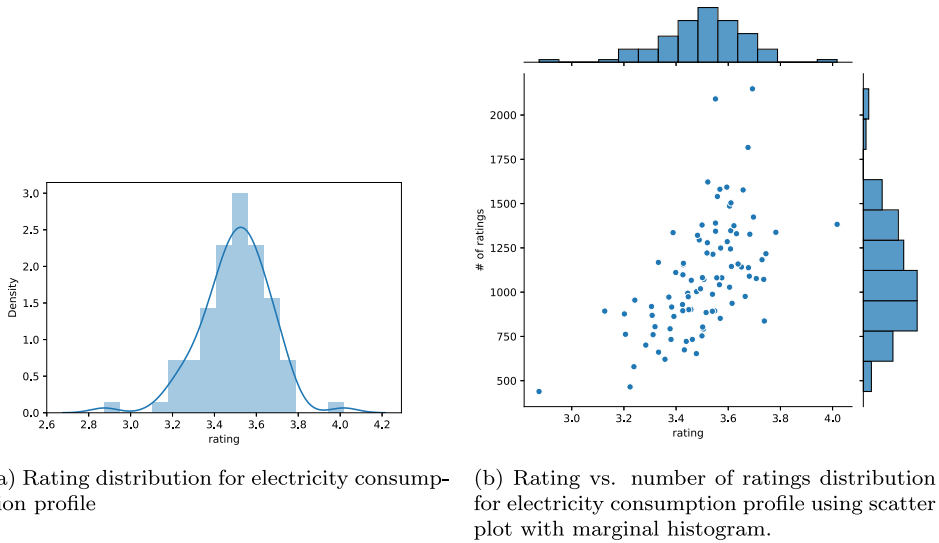 3.0
2.5
2.0
1.5
1.0
0.5
0.0
Density
2.6 2.8 3.0 3.2 3.4 3.6 3.8 4.0 4.2
rating
a) Rating distribution for electricity consump-
ion profile
2000
1750
1500
1250
1000
750
500
# of ratings
3.0 3.2 3.4 3.6 3.8 4.0
rating
(b) Rating vs. number of ratings distribution
for electricity consumption profile using scatter
plot with marginal histogram.